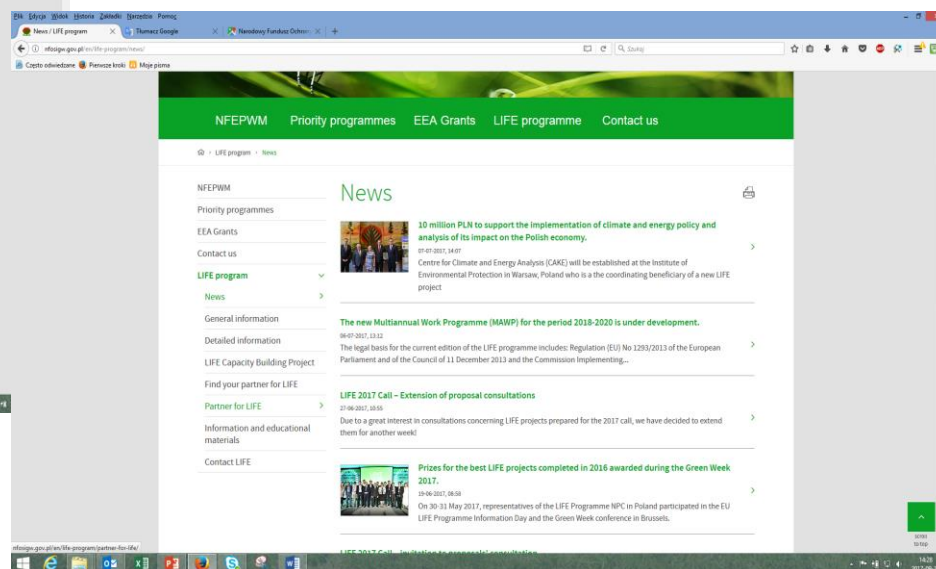 Plik Edycja Widok Historia Zakładki Narzędzia Pomoc
News / LIFE program
Tłumacz Google
Narodowy Fundusz Ochron
nfosigw.gov.pl/en/life-program/news/
Szukaj
Często odwiedzane Pierwsze kroki Moje pisma
NFEPWM Priority programmes EEA Grants LIFE programme Contact us
LIFE program › News
NFEPWM
Priority programmes
EEA Grants
Contact us
LIFE program
News
General information
Detailed information
LIFE Capacity Building Project
Find your partner for LIFE
Partner for LIFE
Information and educational
materials
Contact LIFE
News
10 million PLN to support the implementation of climate and energy policy and
analysis of its impact on the Polish economy.
07-07-2017, 14:07
Centre for Climate and Energy Analysis (CAKE) will be established at the Institute of
Environmental Protection in Warsaw, Poland who is a the coordinating beneficiary of a new LIFE
project
The new Multiannual Work Programme (MAWP) for the period 2018-2020 is under development.
06-07-2017, 13:12
The legal basis for the current edition of the LIFE programme includes: Regulation (EU) No 1293/2013 of the European
Parliament and of the Council of 11 December 2013 and the Commission Implementing...
LIFE 2017 Call – Extension of proposal consultations
27-06-2017, 10:55
Due to a great interest in consultations concerning LIFE projects prepared for the 2017 call, we have decided to extend
them for another week!
Prizes for the best LIFE projects completed in 2016 awarded during the Green Week
2017.
19-06-2017, 08:50
On 30-31 May 2017, representatives of the LIFE Programme NPC in Poland participated in the EU
LIFE Programme Information Day and the Green Week conference in Brussels.
LIFE 2017 Call – invitation to proposals' consultation
scroll
to top
nfosigw.gov.pl/en/life-program/partner-for-life/
14:28